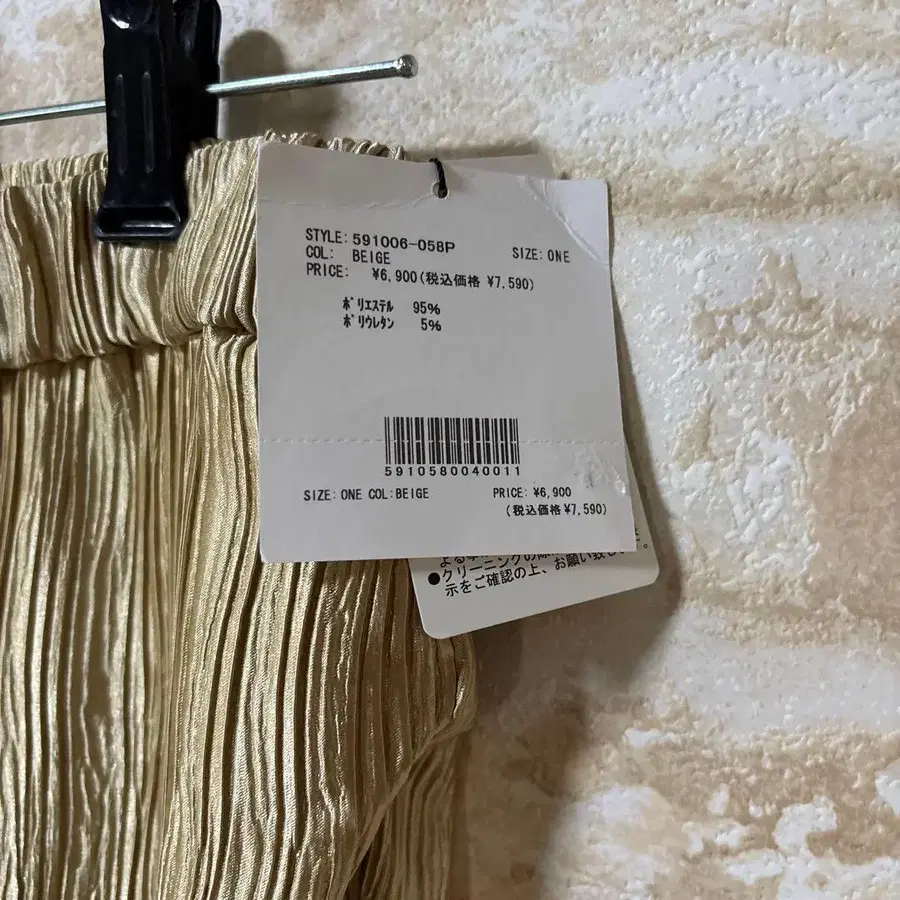 STYLE: 591006-058P
COL: BEIGE SIZE: ONE
PRICE: ¥6,900(税込価格 ¥7,590)
ポリエステル 95%
ポリウレタン 5%
5910580040011
SIZE: ONE COL: BEIGE PRICE: ¥6,900
(税込価格 ¥7,590)
クリーニングの際
示をご確認の上、お願い致します。